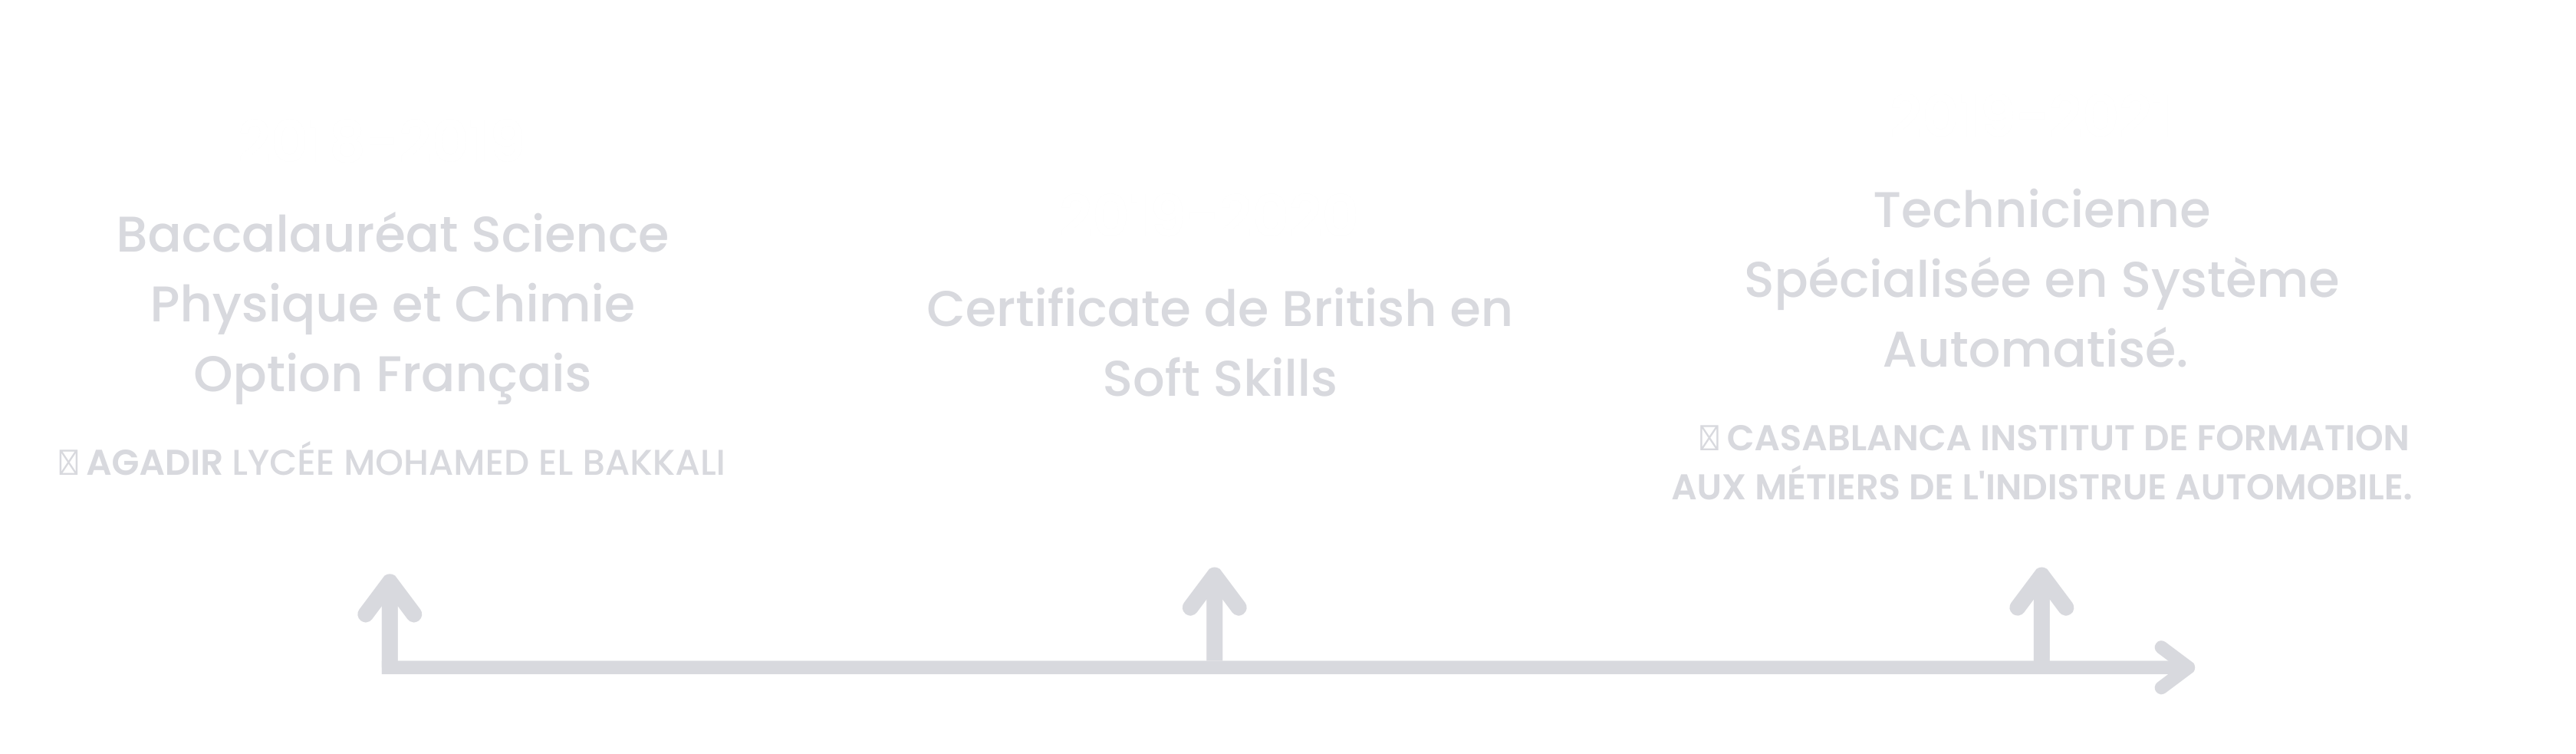 Baccalauréat Science
Physique et Chimie
Option Français
AGADIR LYCÉE MOHAMED EL BAKKALI
Certificate de British en
Soft Skills
Technicienne
Spécialisée en Système
Automatisé.
CASABLANCA INSTITUT DE FORMATION
AUX MÉTIERS DE L'INDISTRUE AUTOMOBILE.